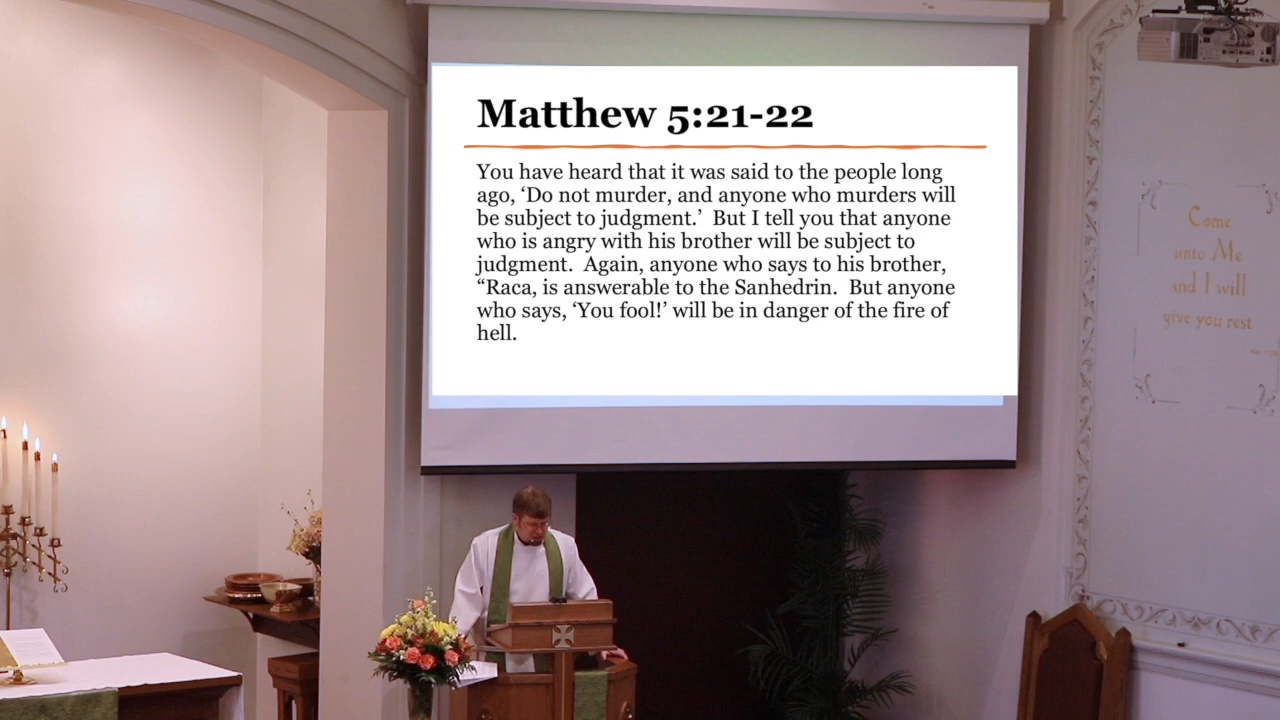 Matthew 5:21-22
You have heard that it was said to the people long
ago, ‘Do not murder, and anyone who murders will
be subject to judgment.’  But I tell you that anyone
who is angry with his brother will be subject to
judgment.  Again, anyone who says to his brother,
“Raca, is answerable to the Sanhedrin.  But anyone
who says, ‘You fool!’ will be in danger of the fire of
hell.
Come
unto Me
and I will
give you rest